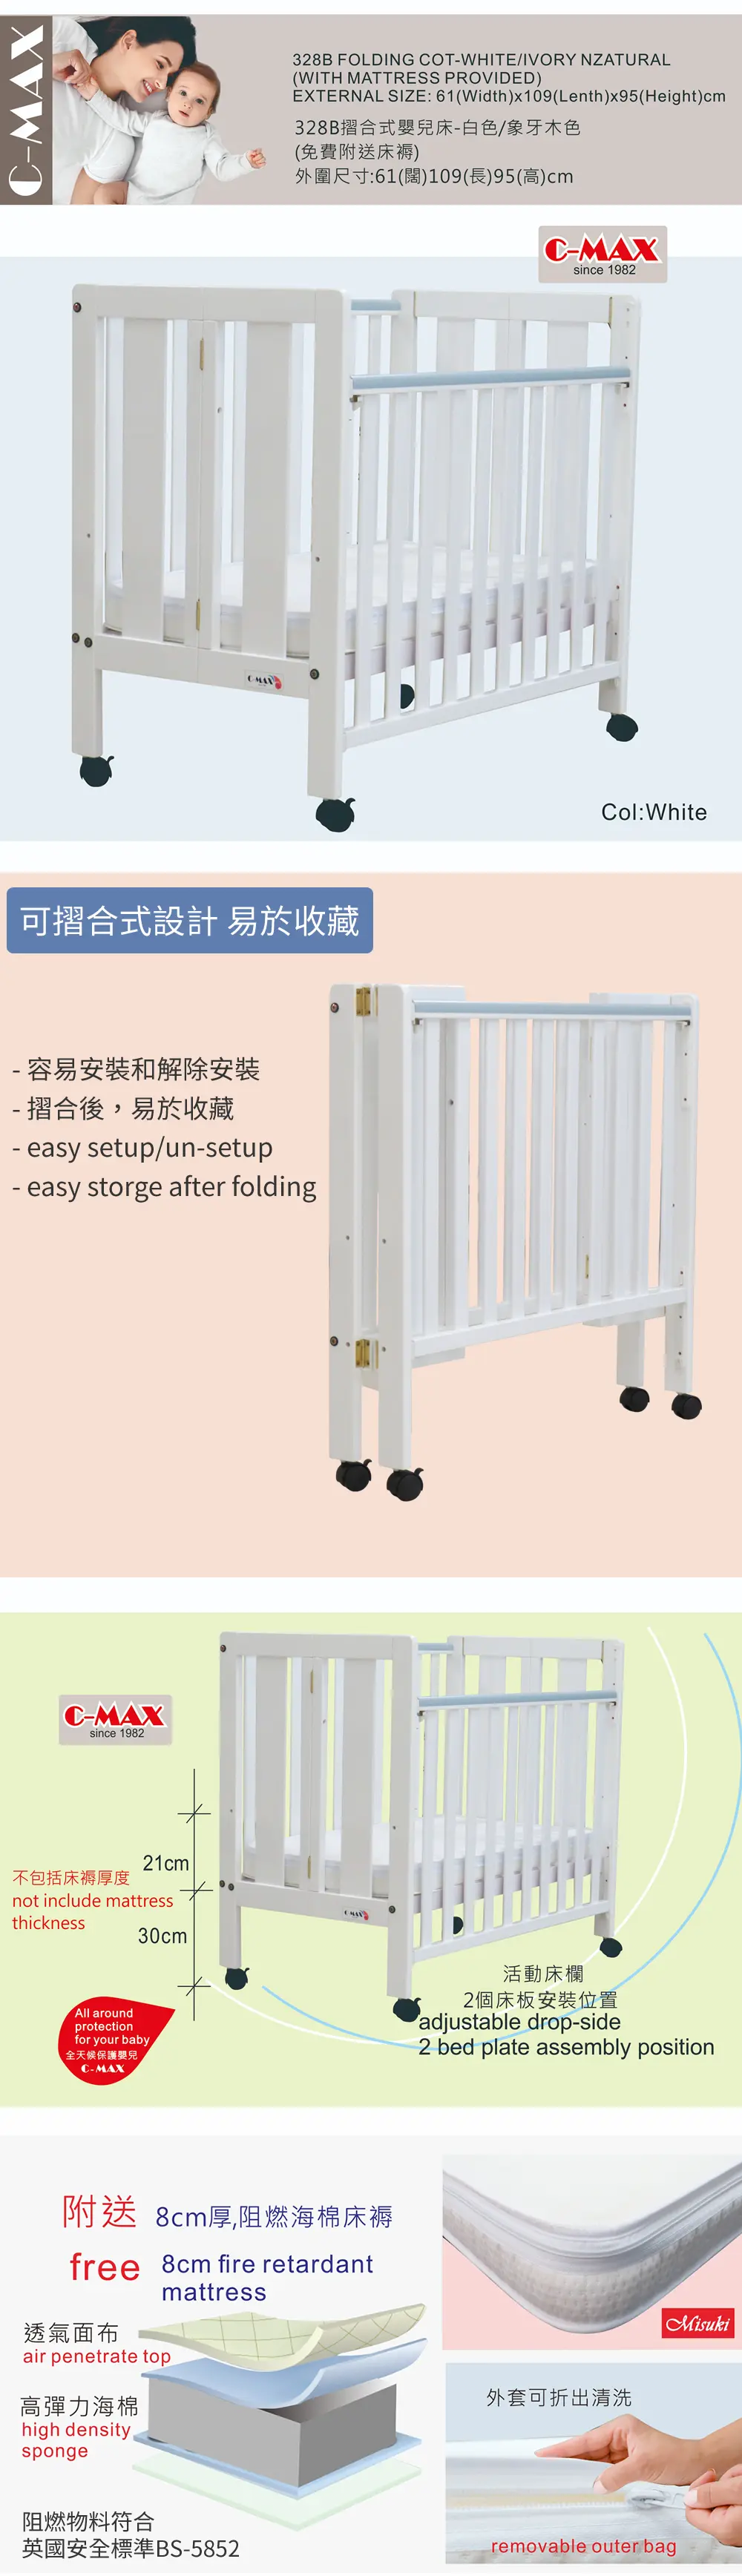 C-MAX
328B FOLDING COT-WHITE/IVORY NZATURAL
(WITH MATTRESS PROVIDED)
EXTERNAL SIZE: 61(Width)x109(Lenth)x95(Height)cm
328B摺合式嬰兒床-白色/象牙木色
(免費附送床褥)
外圍尺寸:61(闊)109(長)95(高)cm
C-MAX
since 1982
C-MAX
Col:White
可摺合式設計 易於收藏
- 容易安裝和解除安裝
- 摺合後，易於收藏
- easy setup/un-setup
- easy storge after folding
C-MAX
since 1982
21cm
不包括床褥厚度
not include mattress
thickness
30cm
C-MAX
活動床欄
2個床板安裝位置
adjustable drop-side
2 bed plate assembly position
All around
protection
for your baby
全天候保護嬰兒
C-MAX
附送 8cm厚,阻燃海棉床褥
free 8cm fire retardant
mattress
Misuki
透氣面布
air penetrate top
高彈力海棉
high density
sponge
外套可折出清洗
阻燃物料符合
英國安全標準BS-5852
removable outer bag